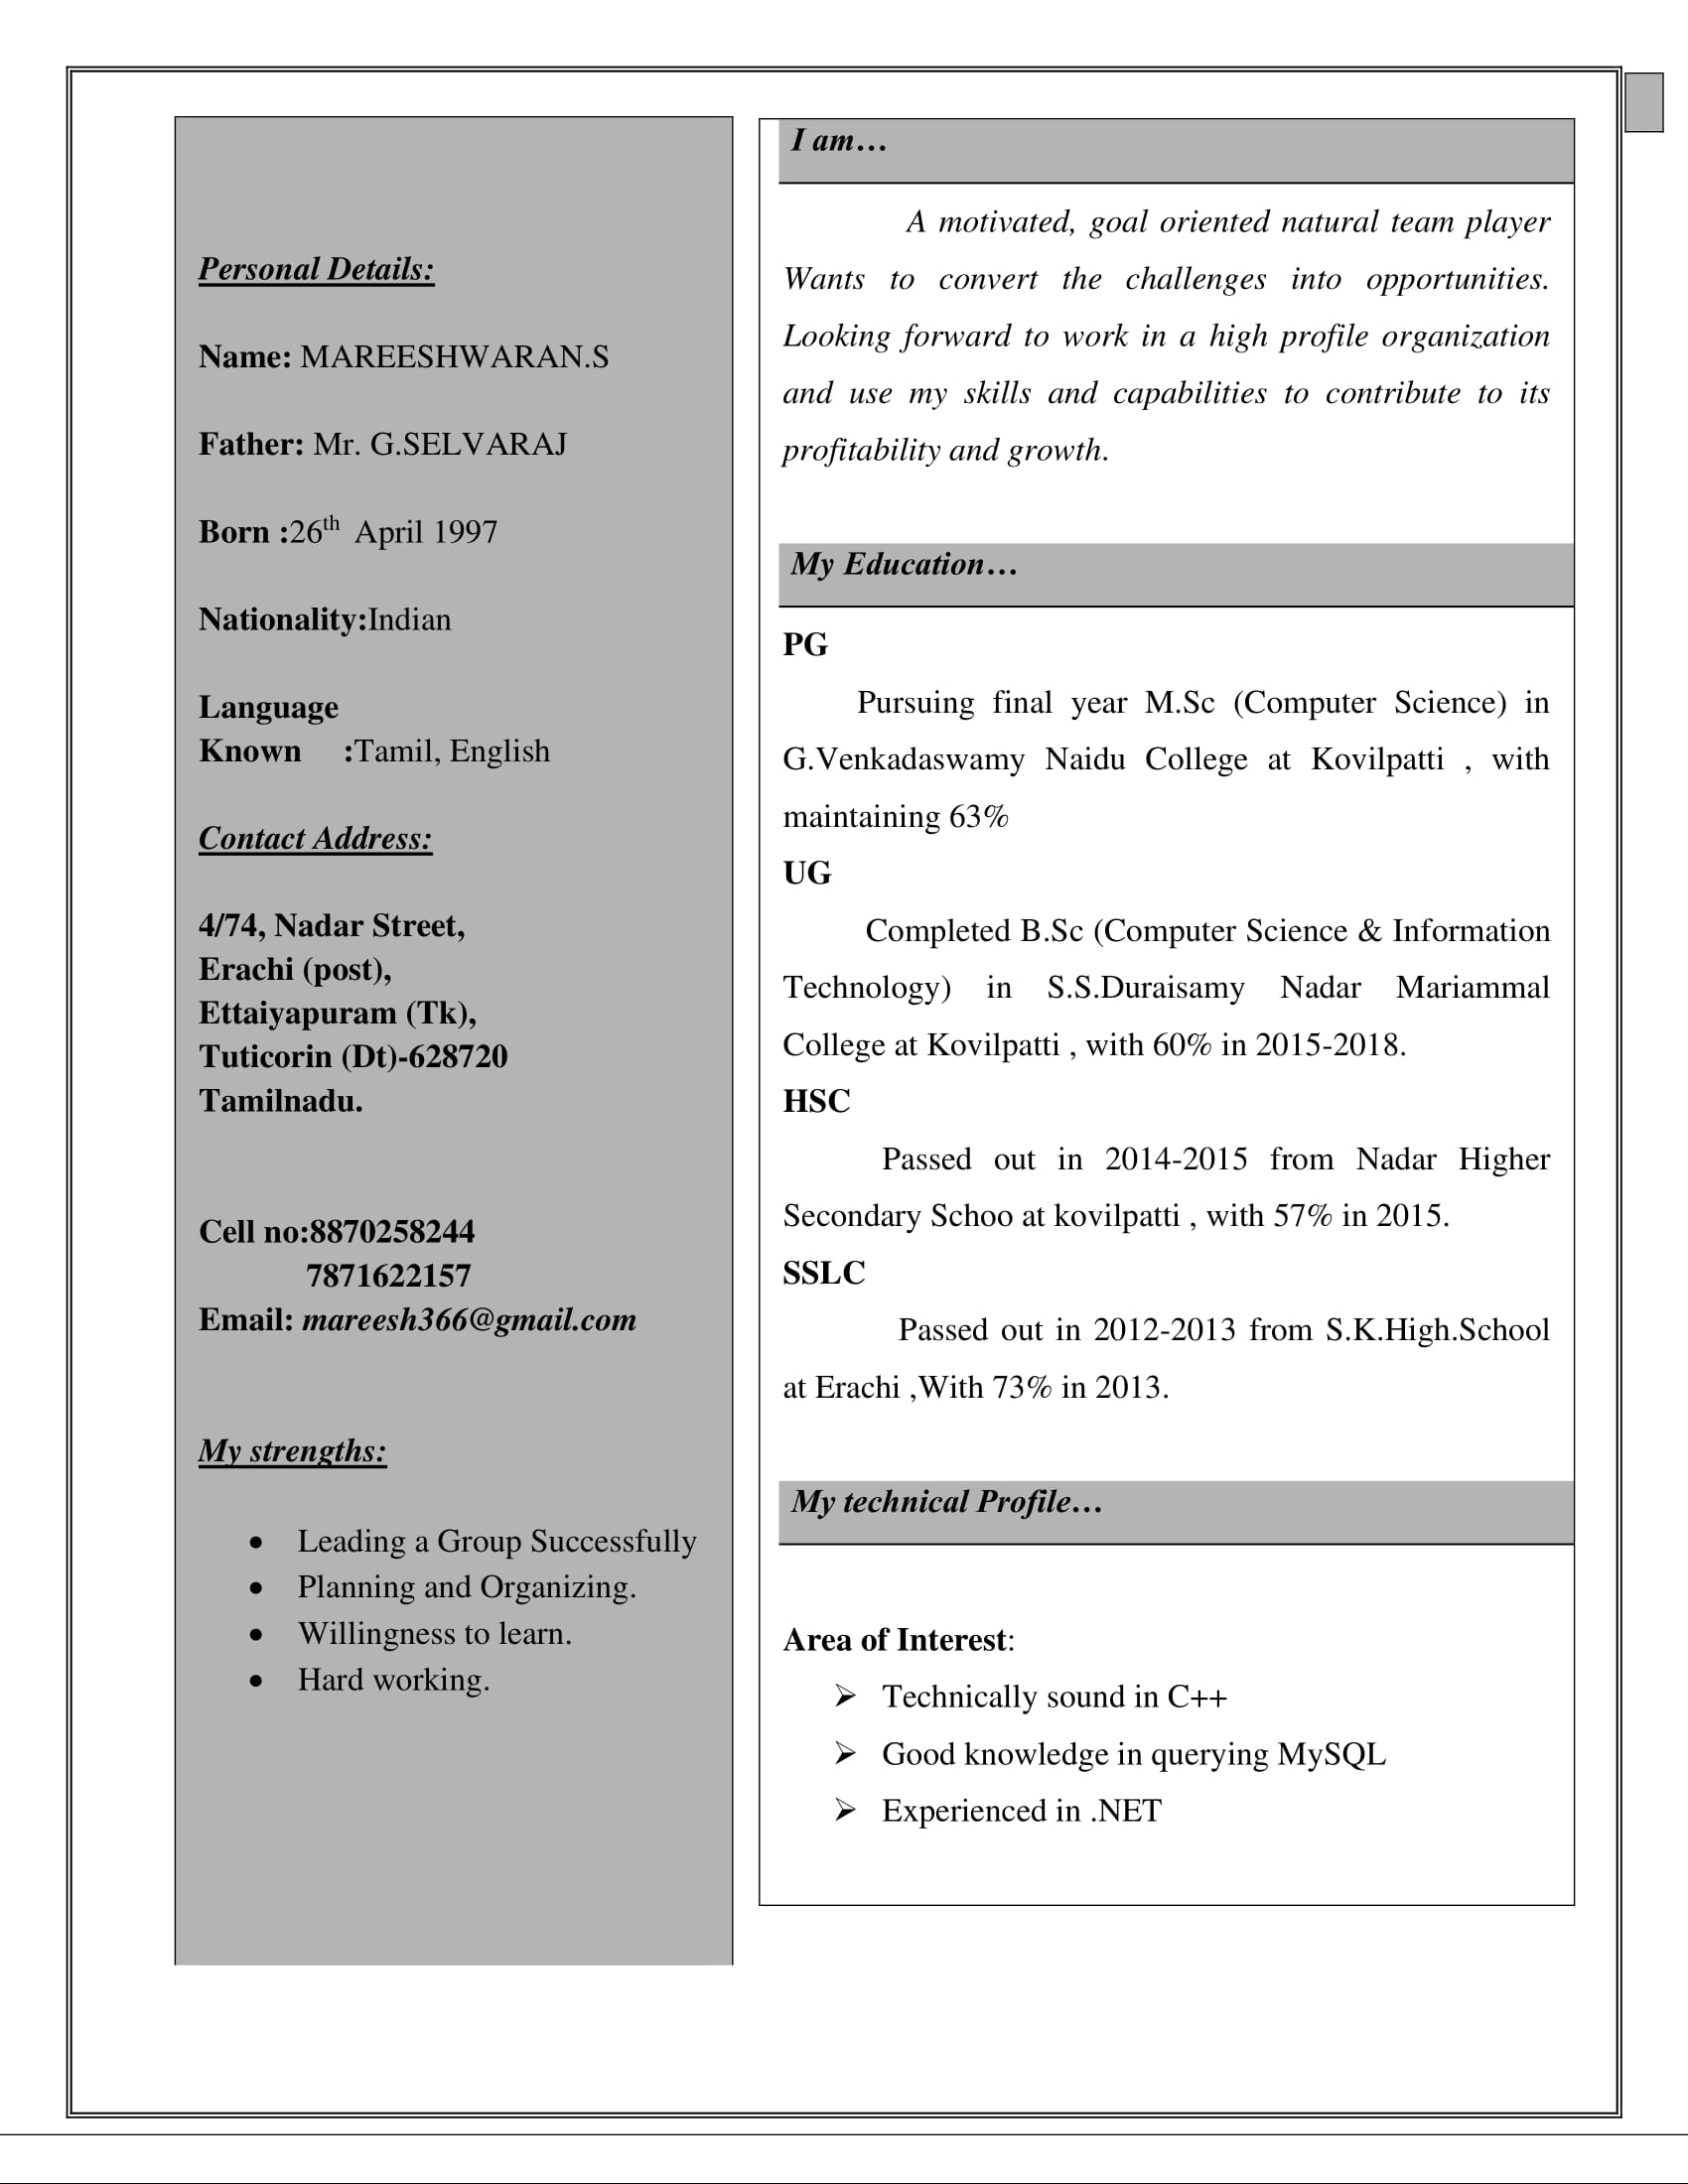 Personal Details:
Name: MAREESHWARAN.S
Father: Mr. G.SELVARAJ
Born :26th April 1997
Nationality:Indian
Language
Known :Tamil, English
Contact Address:
4/74, Nadar Street,
Erachi (post),
Ettaiyapuram (Tk),
Tuticorin (Dt)-628720
Tamilnadu.
Cell no:8870258244
7871622157
Email: mareesh366@gmail.com
My strengths:
• Leading a Group Successfully
• Planning and Organizing.
• Willingness to learn.
• Hard working.
I am…
A motivated, goal oriented natural team player
Wants to convert the challenges into opportunities.
Looking forward to work in a high profile organization
and use my skills and capabilities to contribute to its
profitability and growth.
My Education…
PG
Pursuing final year M.Sc (Computer Science) in
G.Venkadaswamy Naidu College at Kovilpatti , with
maintaining 63%
UG
Completed B.Sc (Computer Science & Information
Technology) in S.S.Duraisamy Nadar Mariammal
College at Kovilpatti , with 60% in 2015-2018.
HSC
Passed out in 2014-2015 from Nadar Higher
Secondary Schoo at kovilpatti , with 57% in 2015.
SSLC
Passed out in 2012-2013 from S.K.High.School
at Erachi ,With 73% in 2013.
My technical Profile…
Area of Interest:
➢ Technically sound in C++
➢ Good knowledge in querying MySQL
➢ Experienced in .NET